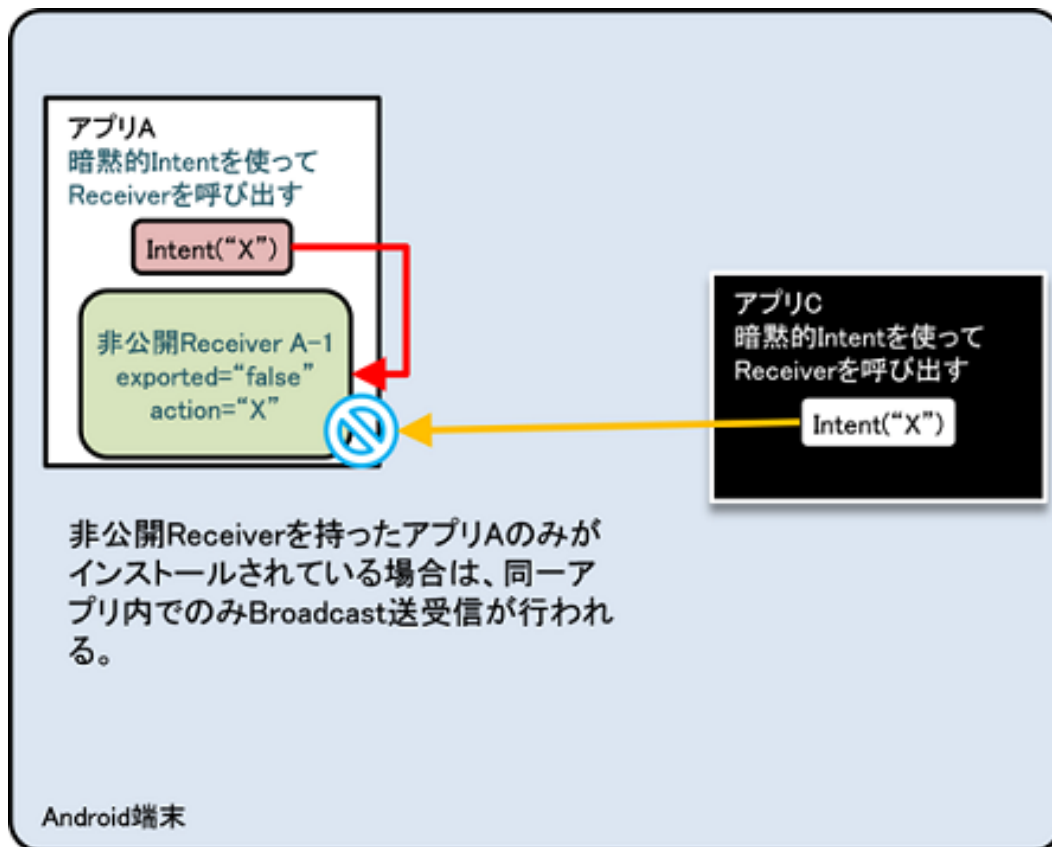 アプリA
暗黙的Intentを使って
Receiverを呼び出す
Intent(“X”)
非公開Receiver A-1
exported=“false”
action=“X”
アプリC
暗黙的Intentを使って
Receiverを呼び出す
Intent(“X”)
非公開Receiverを持ったアプリAのみが
インストールされている場合は、同一ア
プリ内でのみBroadcast送受信が行われ
る。
Android端末